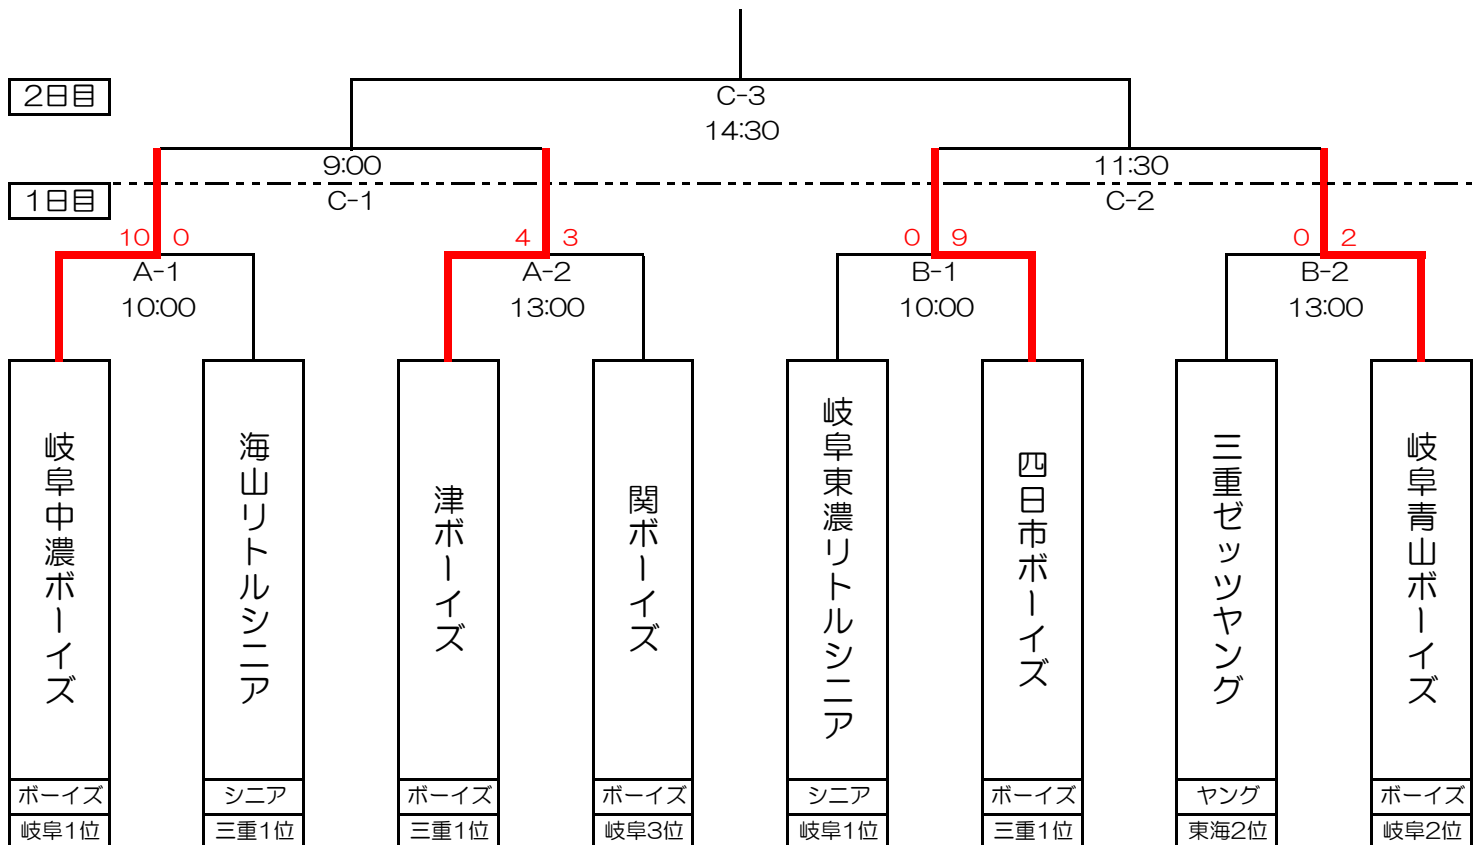 2日目
C-3
14:30
9:00
11:30
1日目
C-1
C-2
10 0
4 3
0 9
0 2
A-1
A-2
B-1
B-2
10:00
13:00
10:00
13:00
岐阜中濃ボーイズ
海山リトルシニア
津ボーイズ
関ボーイズ
岐阜東濃リトルシニア
四日市ボーイズ
三重ゼッツヤング
岐阜青山ボーイズ
ボーイズ
シニア
ボーイズ
ボーイズ
シニア
ボーイズ
ヤング
ボーイズ
岐阜1位
三重1位
三重1位
岐阜3位
岐阜1位
三重1位
東海2位
岐阜2位